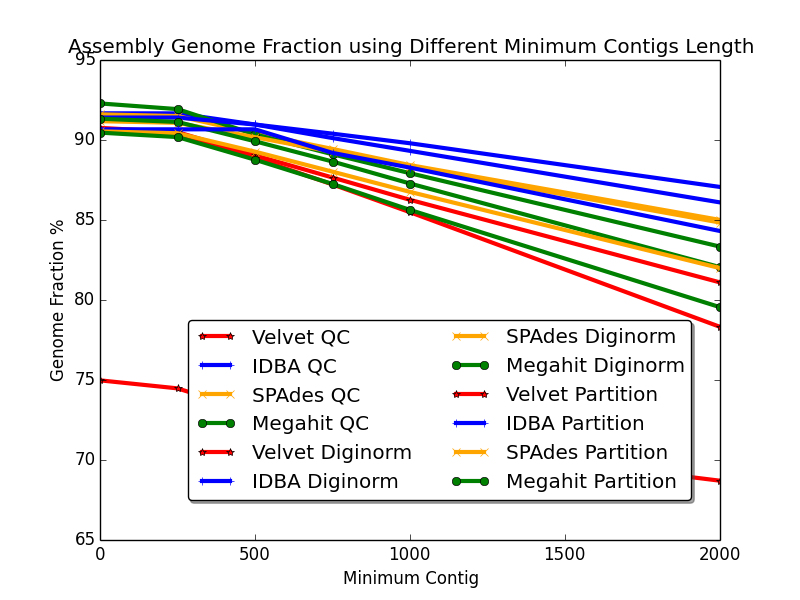 Assembly Genome Fraction using Different Minimum Contigs Length
95
90
85
80
75
70
65
Genome Fraction %
Velvet QC
IDBA QC
SPAdes QC
Megahit QC
Velvet Diginorm
IDBA Diginorm
SPAdes Diginorm
Megahit Diginorm
Velvet Partition
IDBA Partition
SPAdes Partition
Megahit Partition
0 500 1000 1500 2000
Minimum Contig